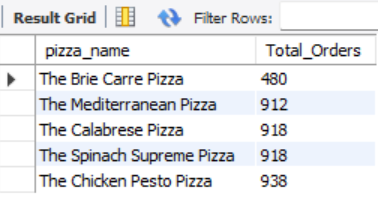 Result Grid Filter Rows:
pizza_name Total_Orders
The Brie Carre Pizza 480
The Mediterranean Pizza 912
The Calabrese Pizza 918
The Spinach Supreme Pizza 918
The Chicken Pesto Pizza 938